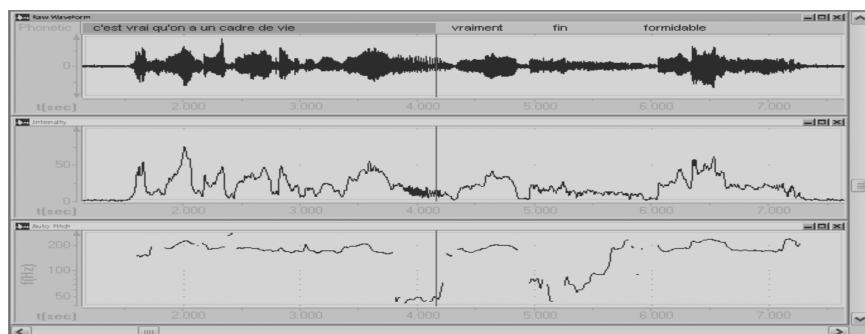 Raw Waveform
Phonetic c'est vrai qu'on a un cadre de vie vraiment fin formidable
0
t[sec] 2.000 3.000 4.000 5.000 6.000 7.000
Intensity
50
0
t[sec] 2.000 3.000 4.000 5.000 6.000 7.000
Auto Pitch
200
f(Hz)
100
50
t[sec] 2.000 3.000 4.000 5.000 6.000 7.000